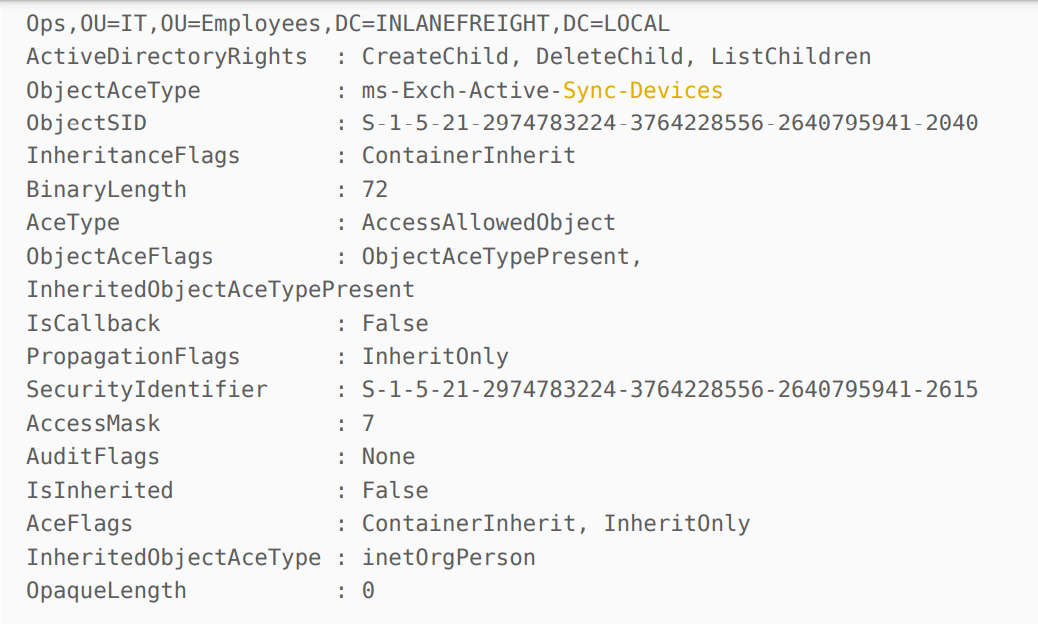 Ops,OU=IT,OU=Employees,DC=INLANEFREIGHT,DC=LOCAL
ActiveDirectoryRights  : CreateChild, DeleteChild, ListChildren
ObjectAceType          : ms-Exch-Active-Sync-Devices
ObjectSID              : S-1-5-21-2974783224-3764228556-2640795941-2040
InheritanceFlags       : ContainerInherit
BinaryLength           : 72
AceType                : AccessAllowedObject
ObjectAceFlags         : ObjectAceTypePresent,
InheritedObjectAceTypePresent
IsCallback             : False
PropagationFlags       : InheritOnly
SecurityIdentifier     : S-1-5-21-2974783224-3764228556-2640795941-2615
AccessMask             : 7
AuditFlags             : None
IsInherited            : False
AceFlags               : ContainerInherit, InheritOnly
InheritedObjectAceType : inetOrgPerson
OpaqueLength           : 0